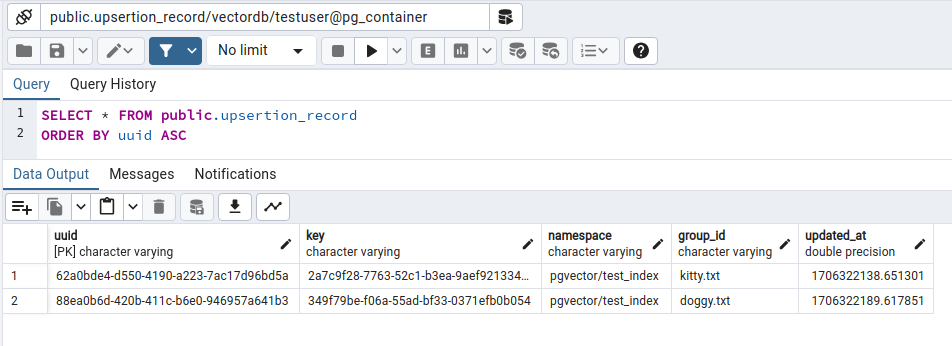 public.upsertion_record/vectordb/testuser@pg_container
No limit
E
Query Query History
1 SELECT * FROM public.upsertion_record
2 ORDER BY uuid ASC
Data Output Messages Notifications
uuid key namespace group_id updated_at
[PK] character varying character varying character varying character varying double precision
1 62a0bde4-d550-4190-a223-7ac17d96bd5a 2a7c9f28-7763-52c1-b3ea-9aef921334... pgvector/test_index kitty.txt 1706322138.651301
2 88ea0b6d-420b-411c-b6e0-946957a641b3 349f79be-f06a-55ad-bf33-0371efb0b054 pgvector/test_index doggy.txt 1706322189.617851